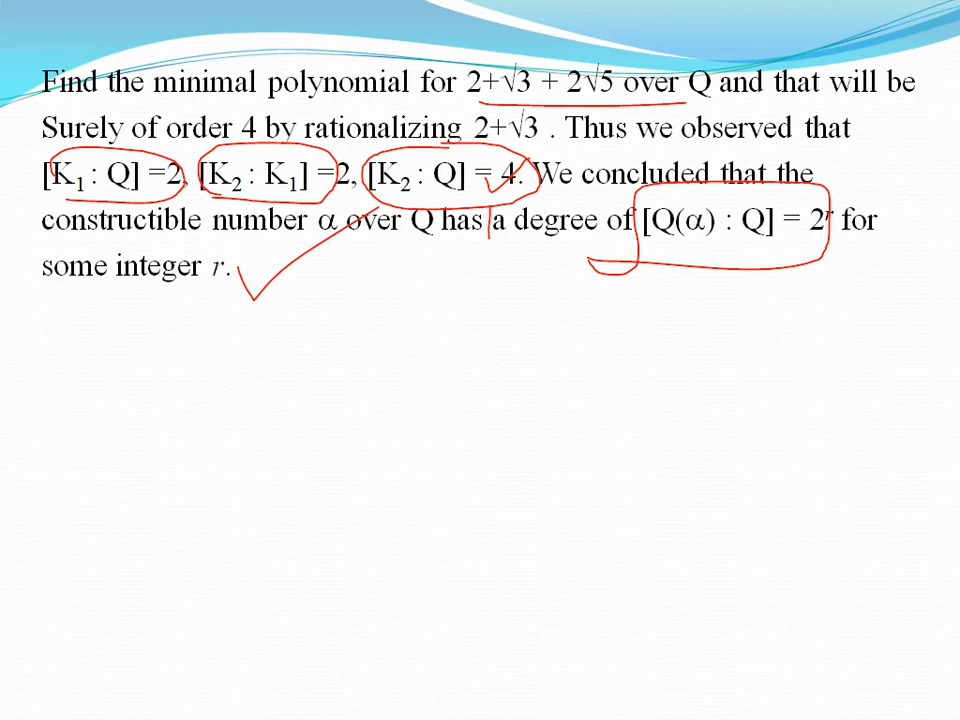 Find the minimal polynomial for 2+√3 + 2√5 over Q and that will be
Surely of order 4 by rationalizing 2+√3 . Thus we observed that
[K₁ : Q] =2, [K₂ : K₁] =2, [K₂ : Q] = 4. We concluded that the
constructible number α over Q has a degree of [Q(α) : Q] = 2ʳ for
some integer r.